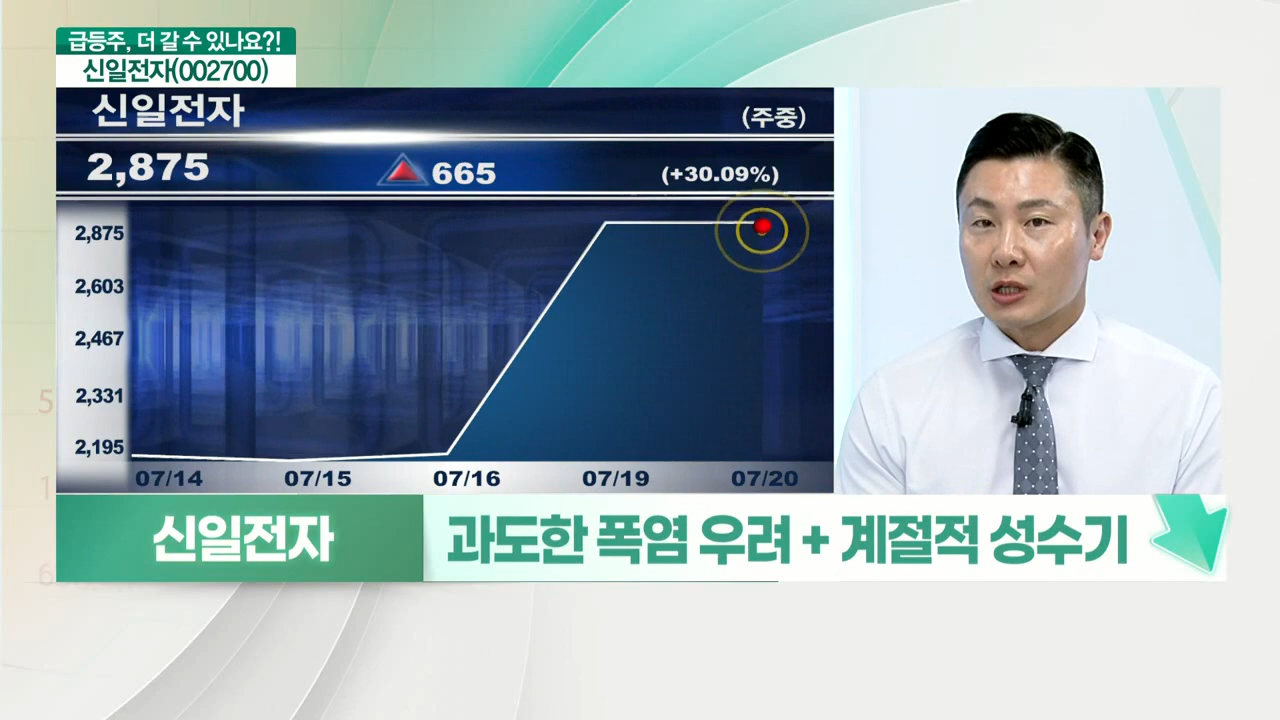 급등주, 더 갈 수 있나요?!
신일전자(002700)
신일전자 (주중)
2,875 665 (+30.09%)
2,875
2,603
2,467
2,331
2,195
07/14 07/15 07/16 07/19 07/20
신일전자 과도한 폭염 우려 + 계절적 성수기
5
1
6